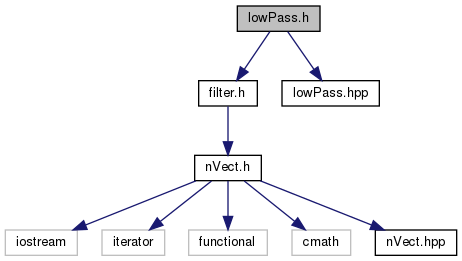 lowPass.h
filter.h lowPass.hpp
nVect.h
iostream iterator functional cmath nVect.hpp